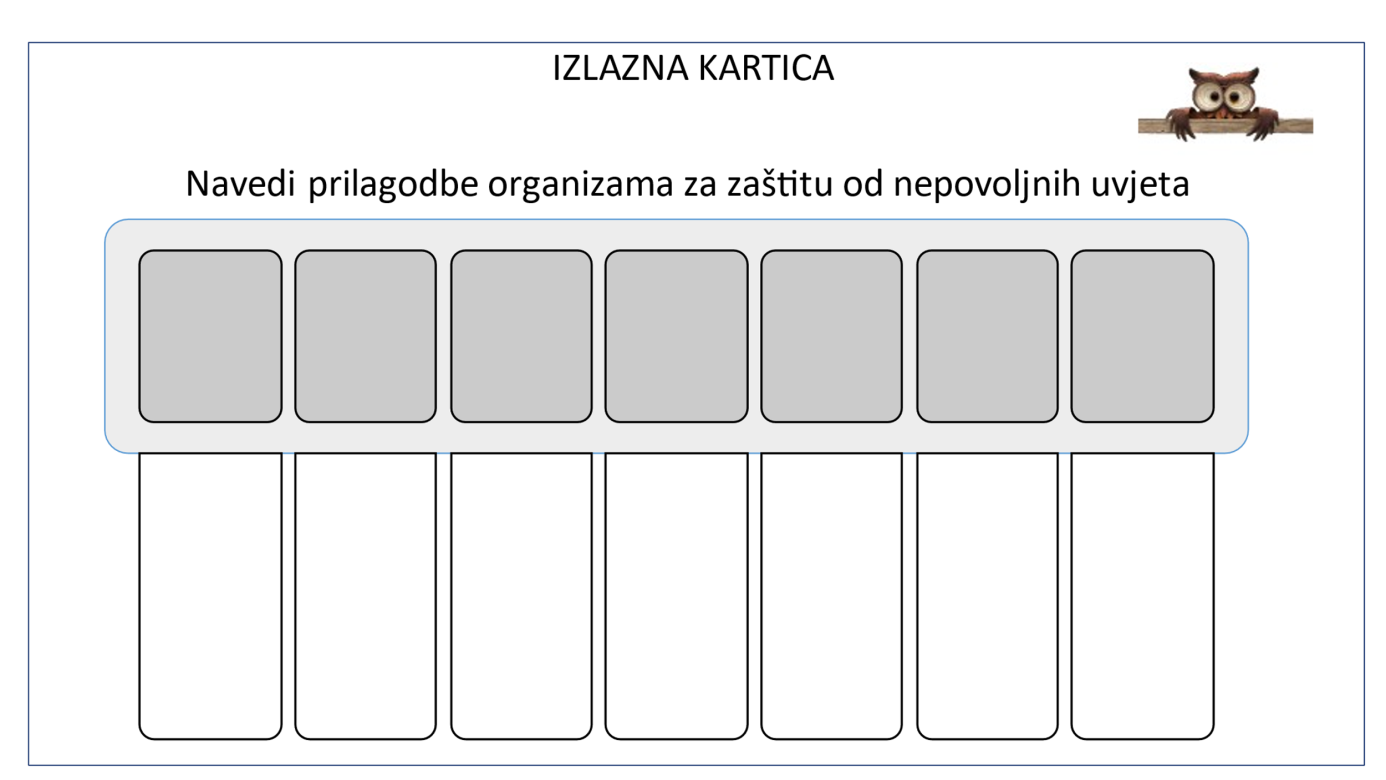 IZLAZNA KARTICA
Navedi prilagodbe organizama za zaštitu od nepovoljnih uvjeta